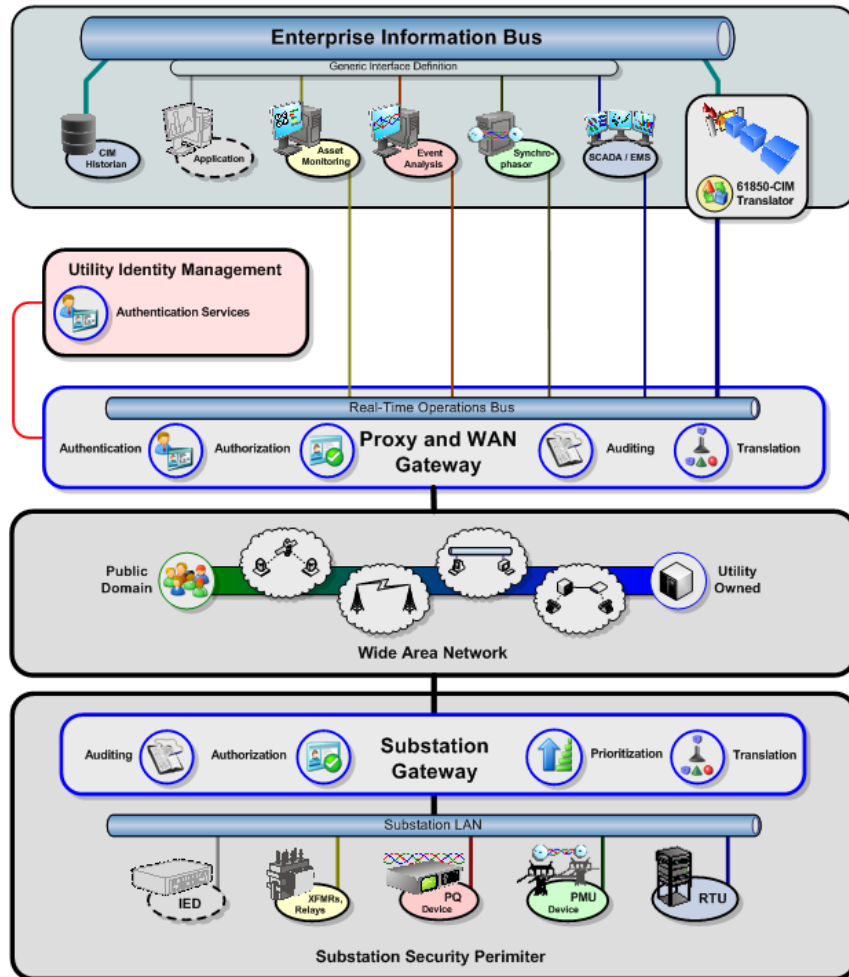 Enterprise Information Bus
Generic Interface Definition
CIM
Historian
Application
Asset
Monitoring
Event
Analysis
Synchro-
phasor
SCADA / EMS
61850-CIM
Translator
Utility Identity Management
Authentication Services
Real-Time Operations Bus
Authentication
Authorization
Proxy and WAN
Gateway
Auditing
Translation
Public
Domain
Utility
Owned
Wide Area Network
Auditing
Authorization
Substation
Gateway
Prioritization
Translation
Substation LAN
IED
XFMRs,
Relays
PQ
Device
PMU
Device
RTU
Substation Security Perimiter